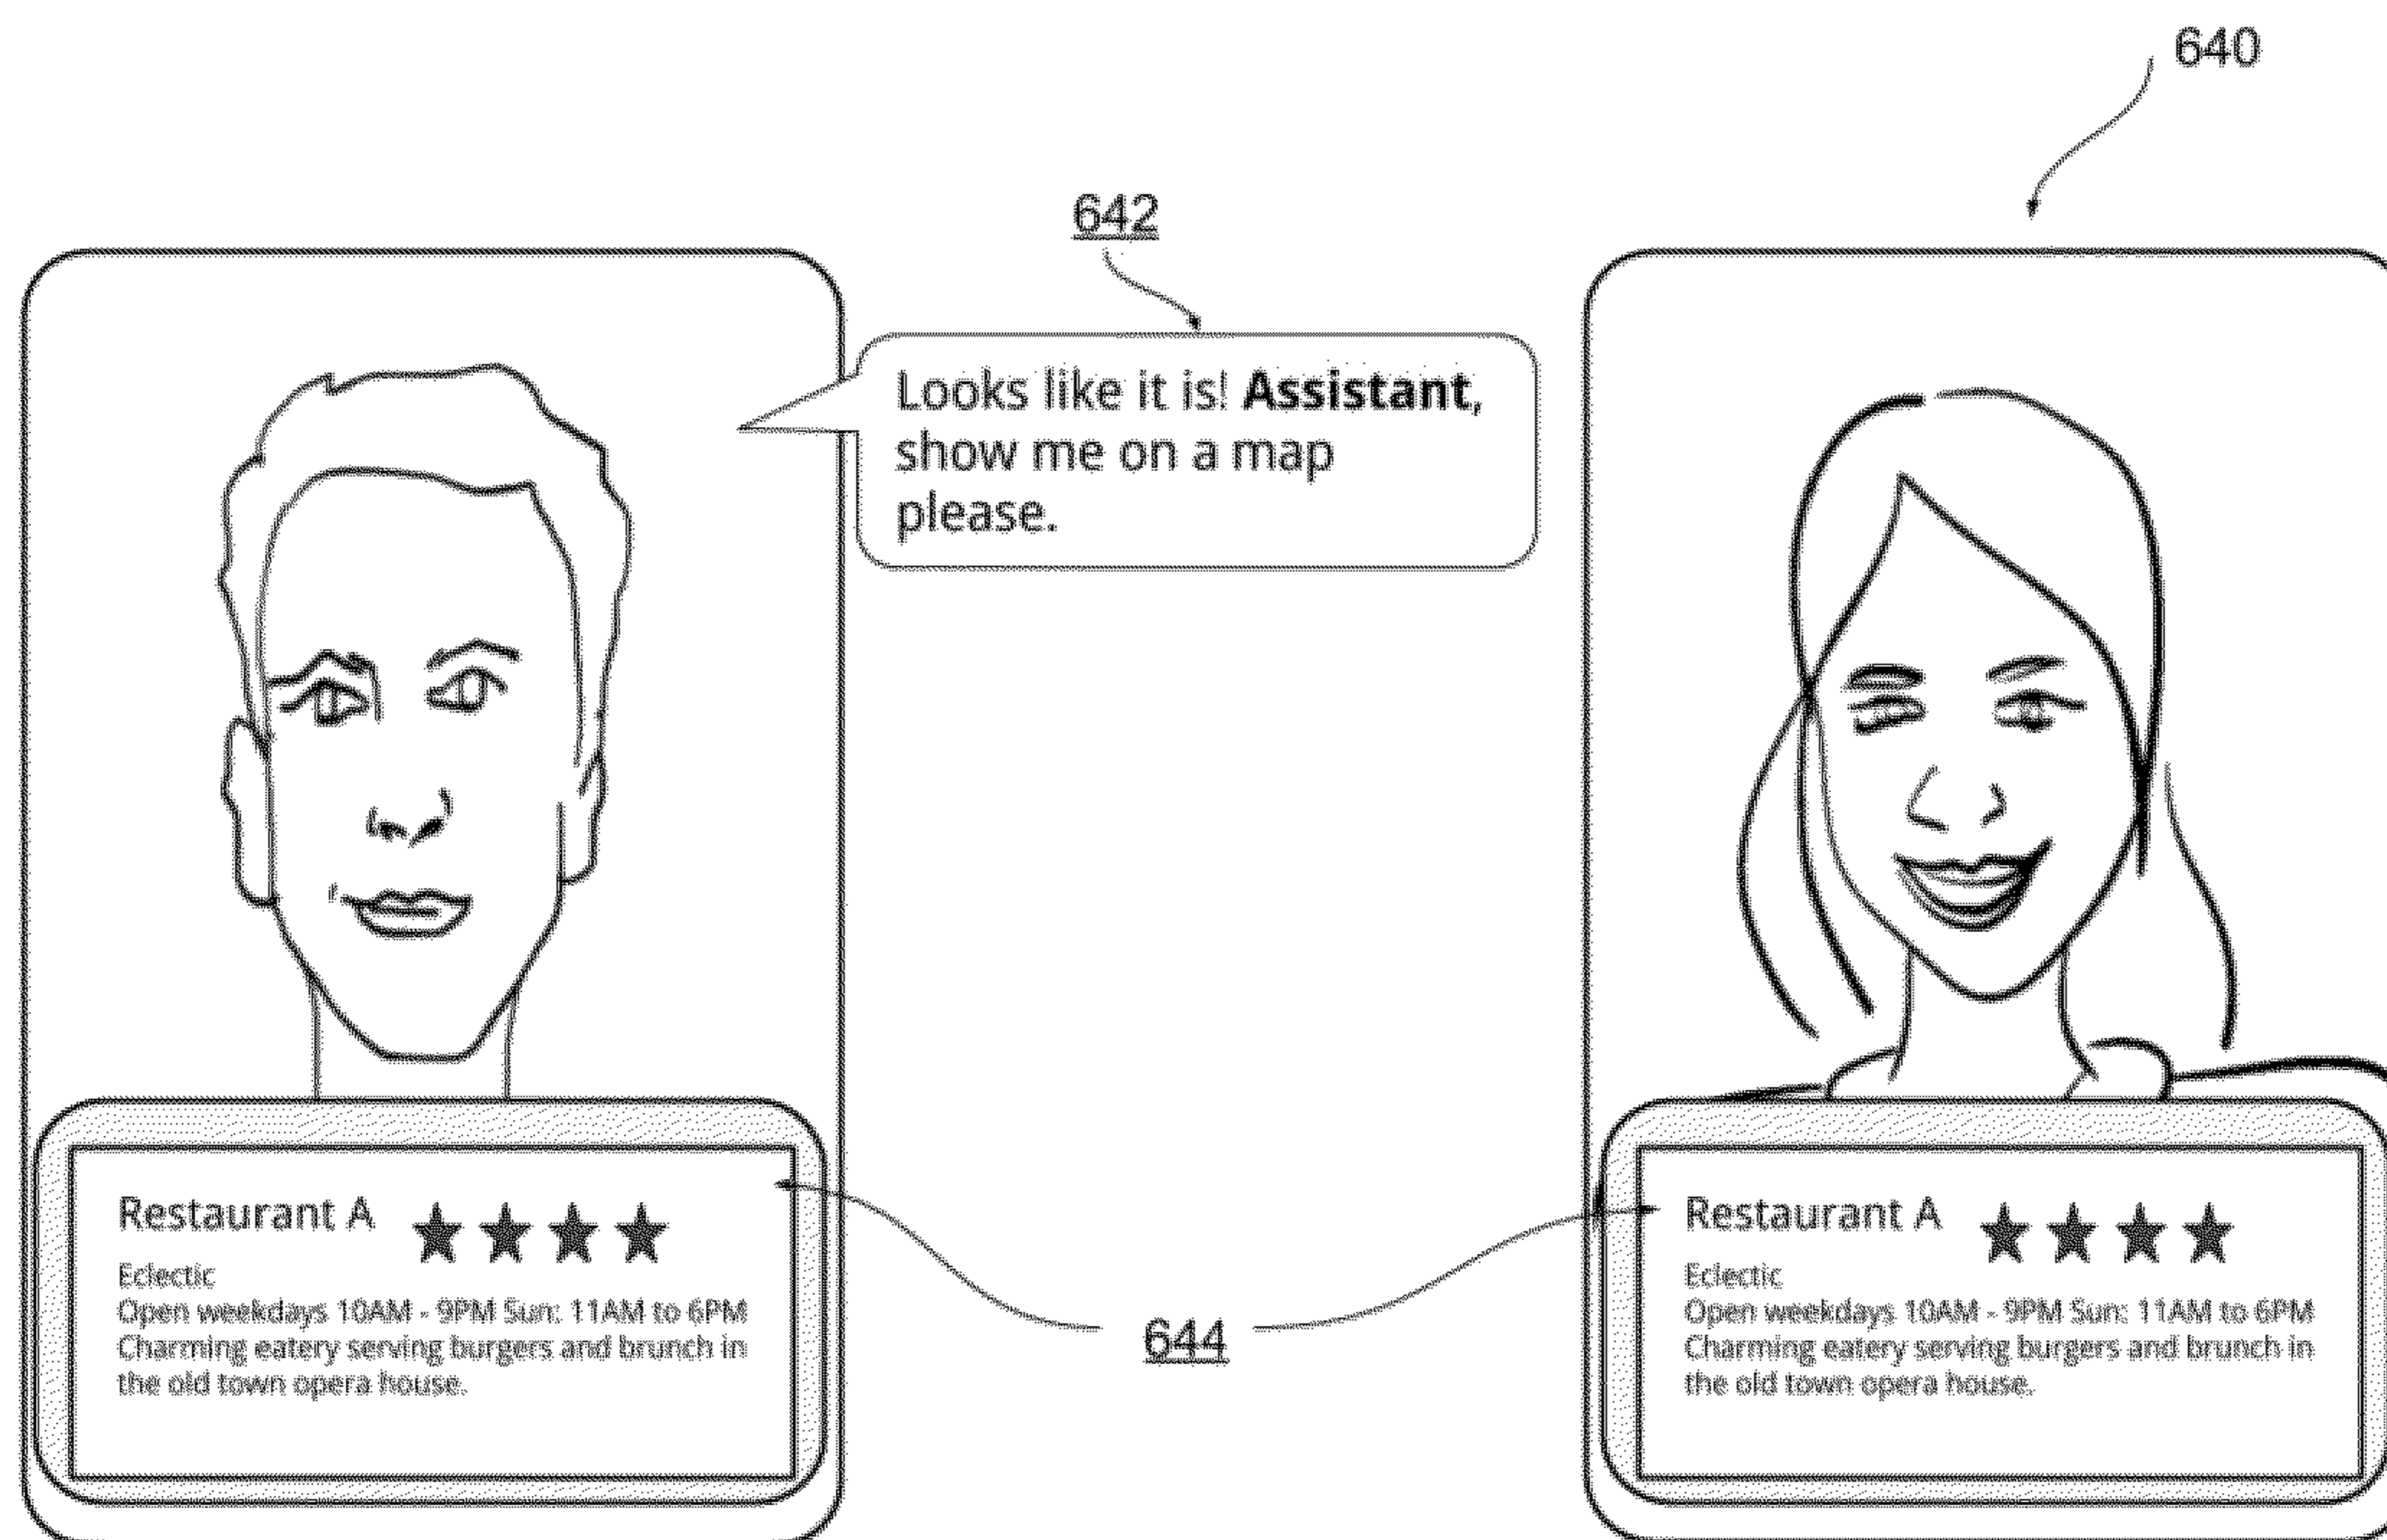 640
642
Looks like it is! Assistant,
show me on a map
please.
Restaurant A
Eclectic
Open weekdays 10AM - 9PM Sun: 11AM to 6PM
Charming eatery serving burgers and brunch in
the old town opera house.
644
Restaurant A
Eclectic
Open weekdays 10AM - 9PM Sun: 11AM to 6PM
Charming eatery serving burgers and brunch in
the old town opera house.